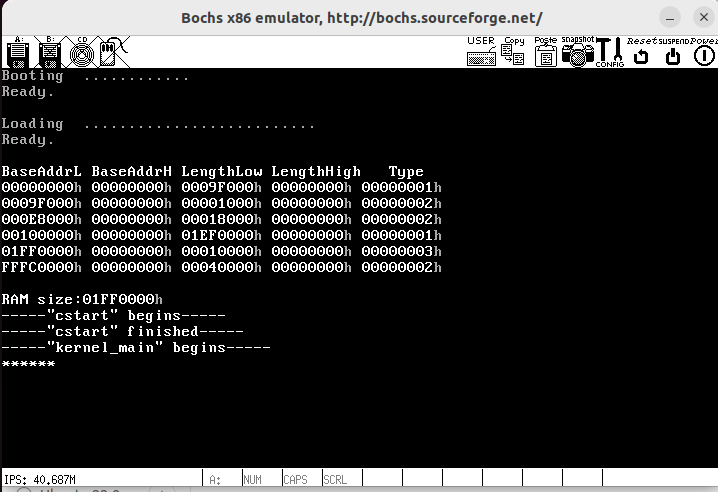 Bochs x86 emulator, http://bochs.sourceforge.net/
A: B: CD USER Copy Paste snapshot CONFIG Reset SUSPEND Power
Booting ............
Ready.
Loading ..........................
Ready.
BaseAddrL BaseAddrH LengthLow LengthHigh Type
00000000h 00000000h 0009F000h 00000000h 00000001h
0009F000h 00000000h 00001000h 00000000h 00000002h
000E8000h 00000000h 00018000h 00000000h 00000002h
00100000h 00000000h 01EF0000h 00000000h 00000001h
01FF0000h 00000000h 00010000h 00000000h 00000003h
FFFC0000h 00000000h 00040000h 00000000h 00000002h
RAM size:01FF0000h
-----"cstart" begins-----
-----"cstart" finished-----
-----"kernel_main" begins-----
******
IPS: 40.687M A: NUM CAPS SCRL